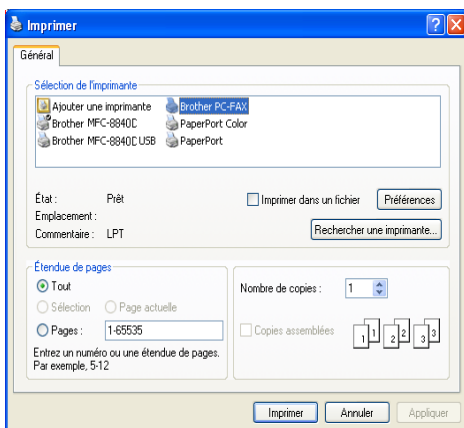 Imprimer
Général
Sélection de l'imprimante
Ajouter une imprimante
Brother PC-FAX
Brother MFC-8840D
PaperPort Color
Brother MFC-8840D USB
PaperPort
État : Prêt
Imprimer dans un fichier
Préférences
Emplacement :
Commentaire : LPT
Rechercher une imprimante...
Étendue de pages
Tout
Nombre de copies : 1
Sélection
Page actuelle
Pages : 1-65535
Copies assemblées
1 1 2 2 3 3
Entrez un numéro ou une étendue de pages.
Par exemple, 5-12
Imprimer
Annuler
Appliquer